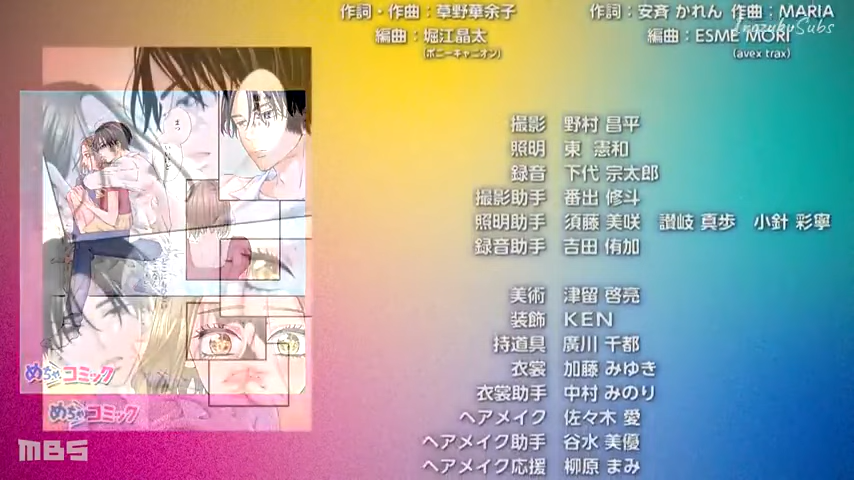 作詞・作曲：草野華余子
編曲：堀江晶太
(ポニーキャニオン)
作詞：安斉 かれん 作曲：MARIA
編曲：ESME MORI
(avex trax)
CrazybySubs
撮影 野村 昌平
照明 東 憲和
録音 下代 宗太郎
撮影助手 番出 修斗
照明助手 須藤 美咲 讃岐 真歩 小針 彩寧
録音助手 吉田 侑加
美術 津留 啓亮
装飾 KEN
持道具 廣川 千都
衣裳 加藤 みゆき
衣裳助手 中村 みのり
ヘアメイク 佐々木 愛
ヘアメイク助手 谷水 美優
ヘアメイク応援 柳原 まみ
めちゃコミック
めちゃコミック
MBS